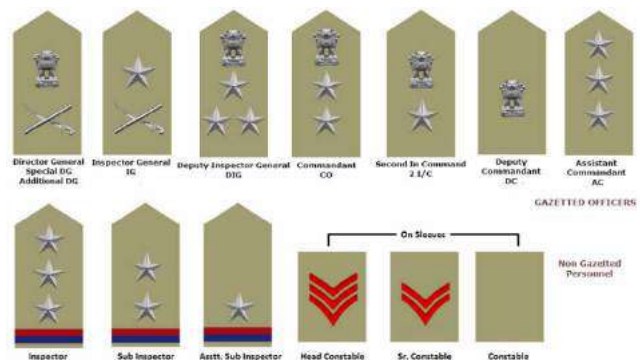 Director General
Special DG
Additional DG
Inspector General
IG
Deputy Inspector General
DIG
Commandant
CO
Second In Command
2 I/C
Deputy
Commandant
DC
Assistant
Commandant
AC
GAZETTED OFFICERS
On Sleeves
Non Gazetted
Personnel
Inspector
Sub Inspector
Asstt. Sub Inspector
Head Constable
Sr. Constable
Constable